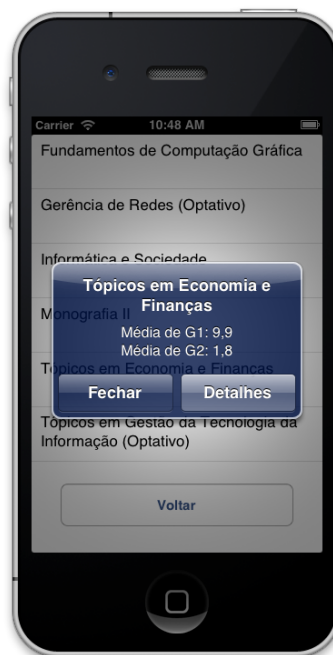 Carrier 10:48 AM
Fundamentos de Computação Gráfica
Gerência de Redes (Optativo)
Informática e Sociedade
Tópicos em Economia e
Finanças
Monografia II
Média de G1: 9,9
Média de G2: 1,8
Tópicos em Economia e Finanças
Fechar Detalhes
Tópicos em Gestão da Tecnologia da
Informação (Optativo)
Voltar